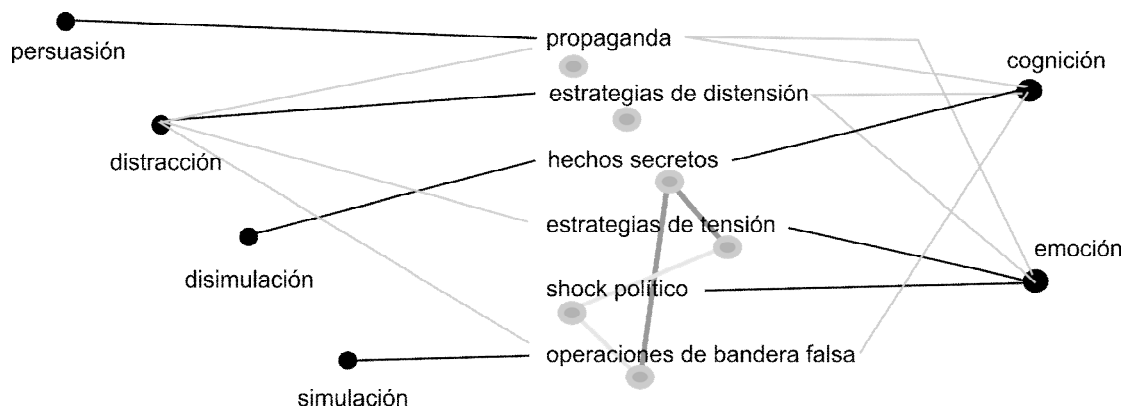 persuasión
propaganda
cognición
estrategias de distensión
distracción
hechos secretos
estrategias de tensión
emoción
disimulación
shock político
operaciones de bandera falsa
simulación